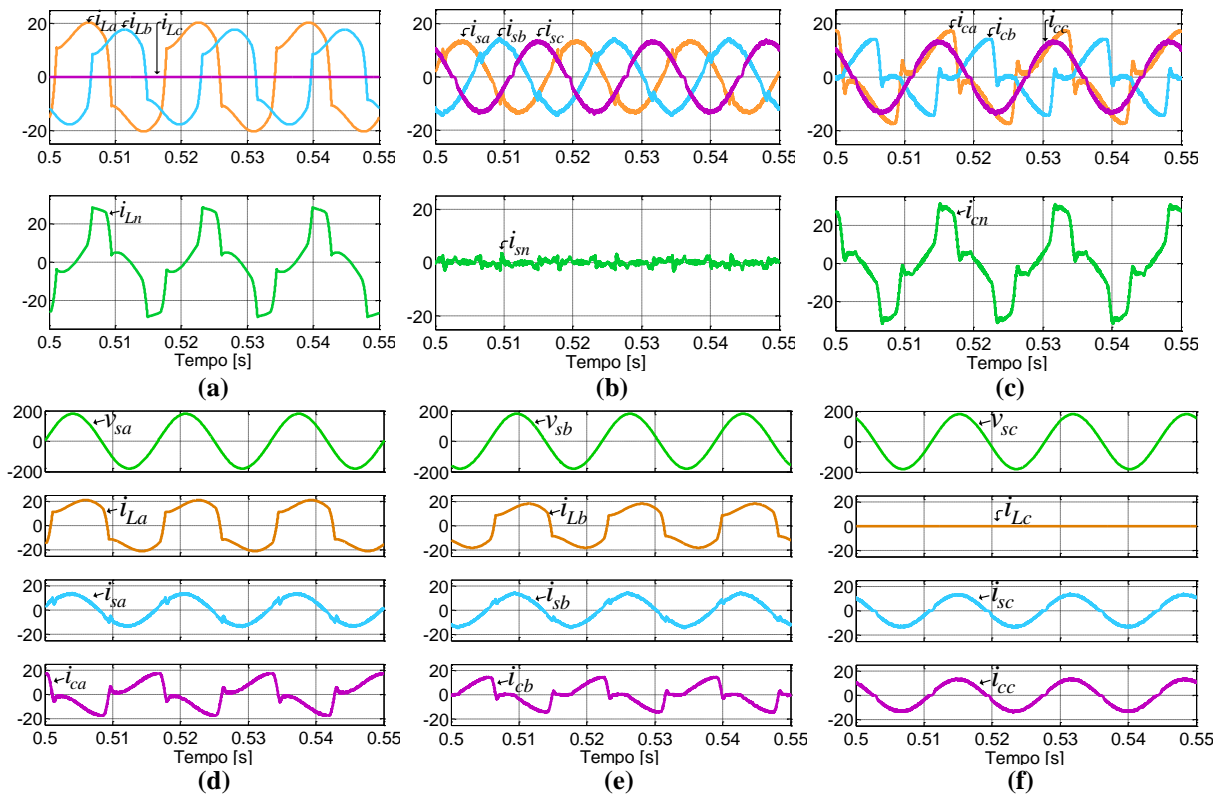 20
0
-20
i_La i_Lb i_Lc
0.5 0.51 0.52 0.53 0.54 0.55
20
0
-20
i_sa i_sb i_sc
0.5 0.51 0.52 0.53 0.54 0.55
20
0
-20
i_ca i_cb i_cc
0.5 0.51 0.52 0.53 0.54 0.55
20
0
-20
i_Ln
0.5 0.51 0.52 0.53 0.54 0.55
Tempo [s]
(a)
20
0
-20
i_sn
0.5 0.51 0.52 0.53 0.54 0.55
Tempo [s]
(b)
20
0
-20
i_cn
0.5 0.51 0.52 0.53 0.54 0.55
Tempo [s]
(c)
200
0
-200
v_sa
20
0
-20
i_La
20
0
-20
i_sa
20
0
-20
i_ca
0.5 0.51 0.52 0.53 0.54 0.55
Tempo [s]
(d)
200
0
-200
v_sb
20
0
-20
i_Lb
20
0
-20
i_sb
20
0
-20
i_cb
0.5 0.51 0.52 0.53 0.54 0.55
Tempo [s]
(e)
200
0
-200
v_sc
20
0
-20
i_Lc
20
0
-20
i_sc
20
0
-20
i_cc
0.5 0.51 0.52 0.53 0.54 0.55
Tempo [s]
(f)